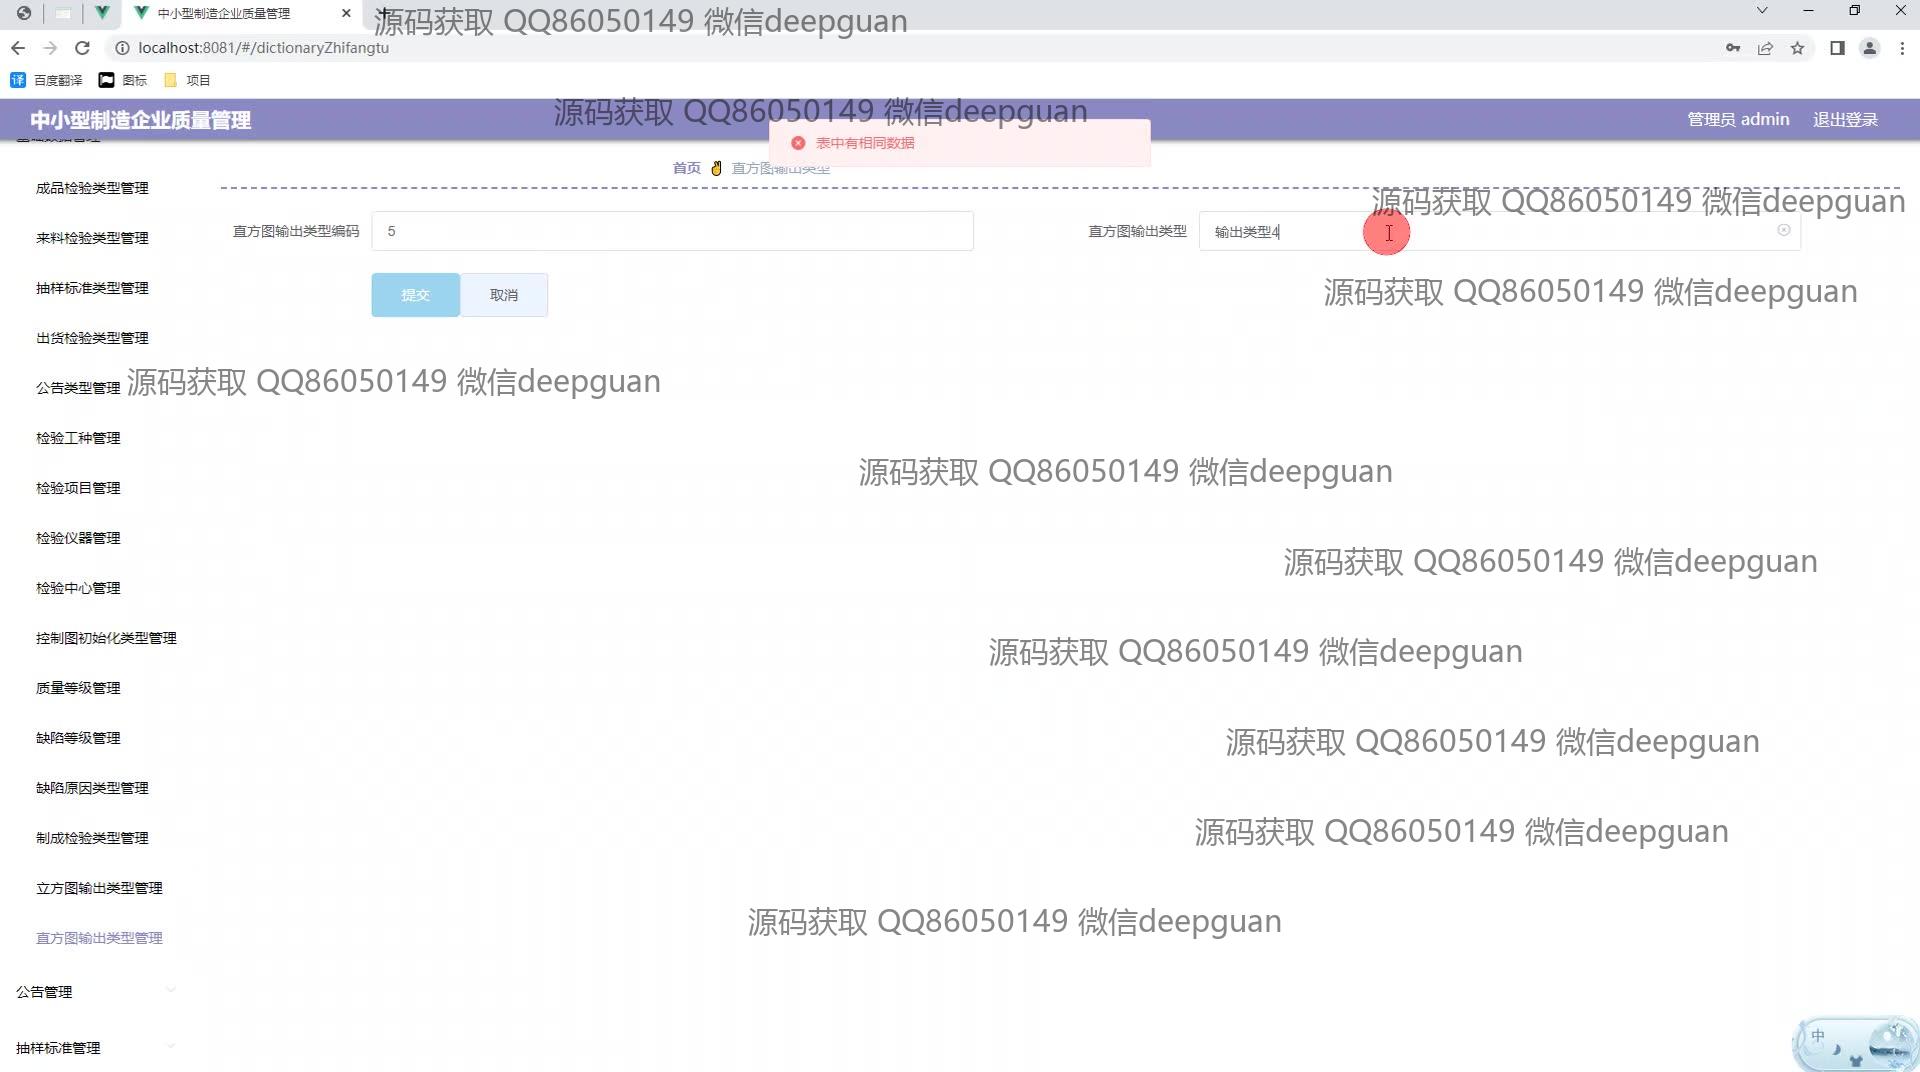 中小型制造企业质量管理
源码获取 QQ86050149 微信deepguan
localhost:8081/#/dictionaryZhifangtu
百度翻译 图标 项目
中小型制造企业质量管理
源码获取 QQ86050149 微信deepguan
管理员 admin 退出登录
基础数据管理
表中有相同数据
首页 直方图输出类型
成品检验类型管理
源码获取 QQ86050149 微信deepguan
直方图输出类型编码 5
直方图输出类型 输出类型4
来料检验类型管理
抽样标准类型管理
提交 取消
源码获取 QQ86050149 微信deepguan
出货检验类型管理
公告类型管理
源码获取 QQ86050149 微信deepguan
检验工种管理
源码获取 QQ86050149 微信deepguan
检验项目管理
检验仪器管理
源码获取 QQ86050149 微信deepguan
检验中心管理
控制图初始化类型管理
源码获取 QQ86050149 微信deepguan
质量等级管理
缺陷等级管理
源码获取 QQ86050149 微信deepguan
缺陷原因类型管理
制成检验类型管理
源码获取 QQ86050149 微信deepguan
立方图输出类型管理
源码获取 QQ86050149 微信deepguan
直方图输出类型管理
公告管理
抽样标准管理
中